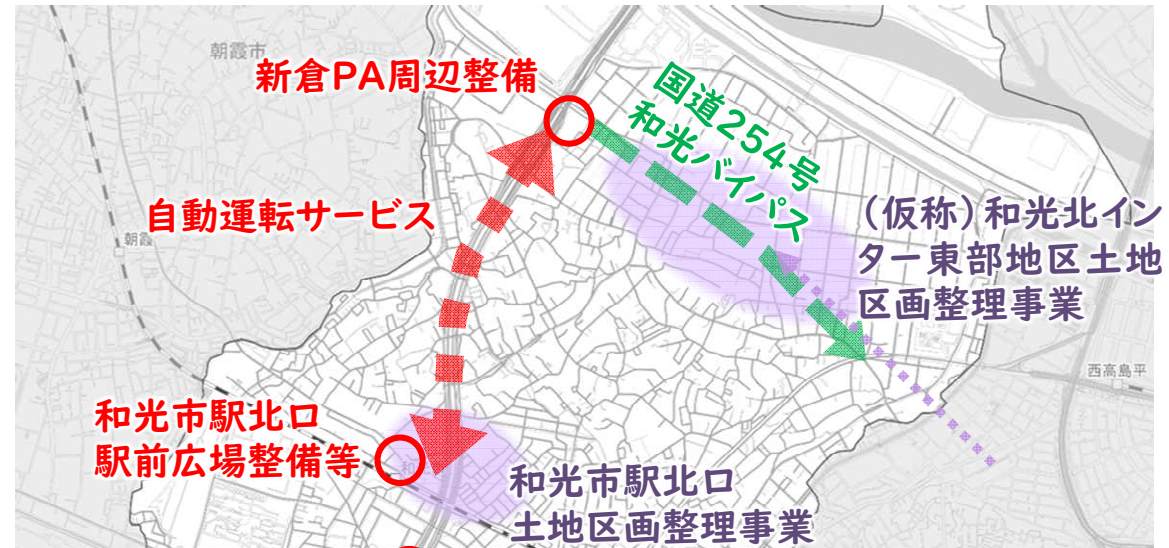 朝霞市
新倉PA周辺整備
国道254号
和光バイパス
自動運転サービス
朝霞
(仮称)和光北イン
ター東部地区土地
区画整理事業
西高島平
和光市駅北口
駅前広場整備等
和光市駅北口
土地区画整理事業